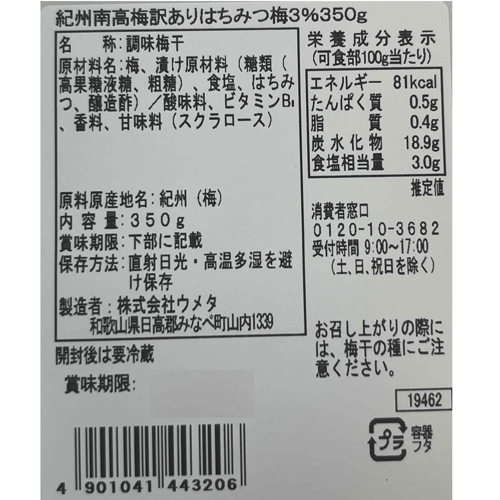 紀州南高梅訳ありはちみつ梅3%350g
名　　称:調味梅干
原材料名:梅、漬け原材料（糖類（
高果糖液糖、粗糖）　食塩、はちみ
つ、醸造酢）／酸味料、ビタミンB₁
、香料、甘味料（スクラロース）
原料原産地名:紀州（梅）
内 容 量:350g
賞味期限:下部に記載
保存方法:直射日光・高温多湿を避
け保存
製造者:株式会社ウメタ
和歌山県日高郡みなべ町山内1339
開封後は要冷蔵
賞味期限:
4 901041 443206
栄養成分表示
(可食部100g当たり)
エネルギー 81kcal
たんぱく質 0.5g
脂　　質 0.4g
炭水化物 18.9g
食塩相当量 3.0g
推定値
消費者窓口
0120-10-3682
受付時間 9:00〜17:00
（土、日、祝日を除く）
お召し上がりの際に
は、梅干の種にご注
意ください。
19462
プラ
容器
フタ